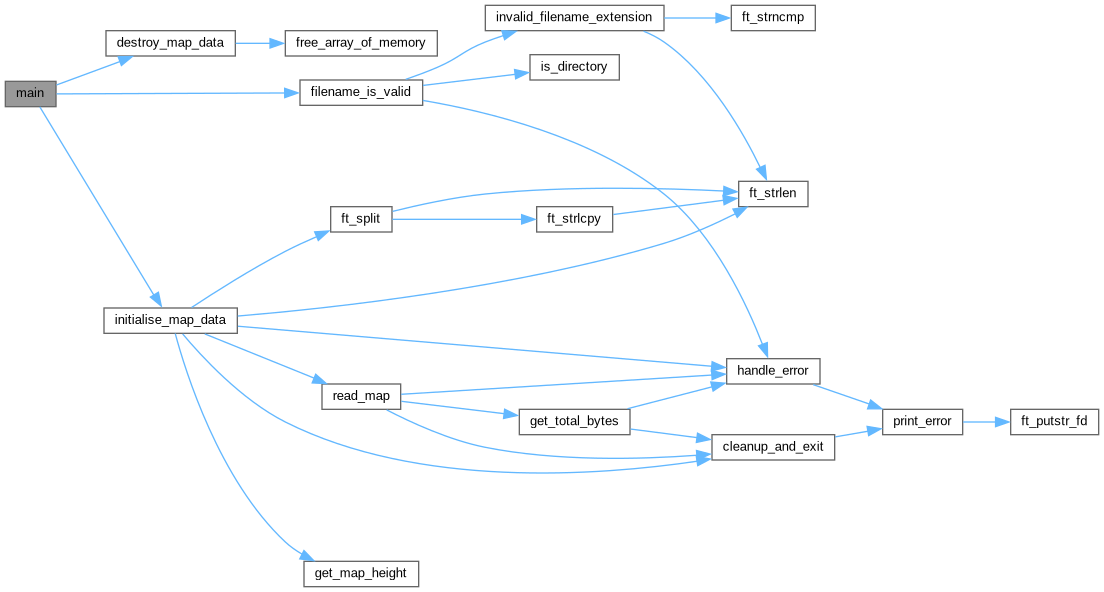 invalid_filename_extension
ft_strncmp
destroy_map_data
free_array_of_memory
is_directory
main
filename_is_valid
ft_strlen
ft_split
ft_strlcpy
initialise_map_data
handle_error
read_map
get_total_bytes
print_error
ft_putstr_fd
cleanup_and_exit
get_map_height